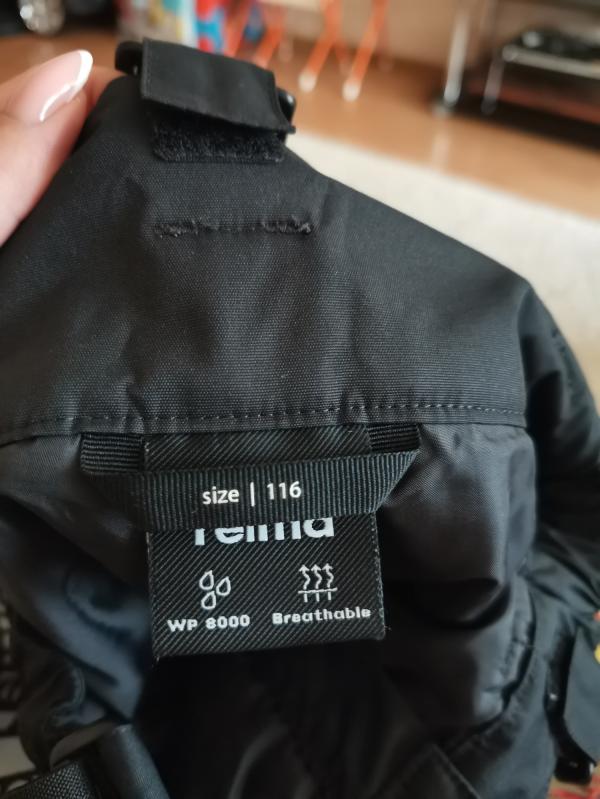 size | 116
reima
WP 8000 Breathable